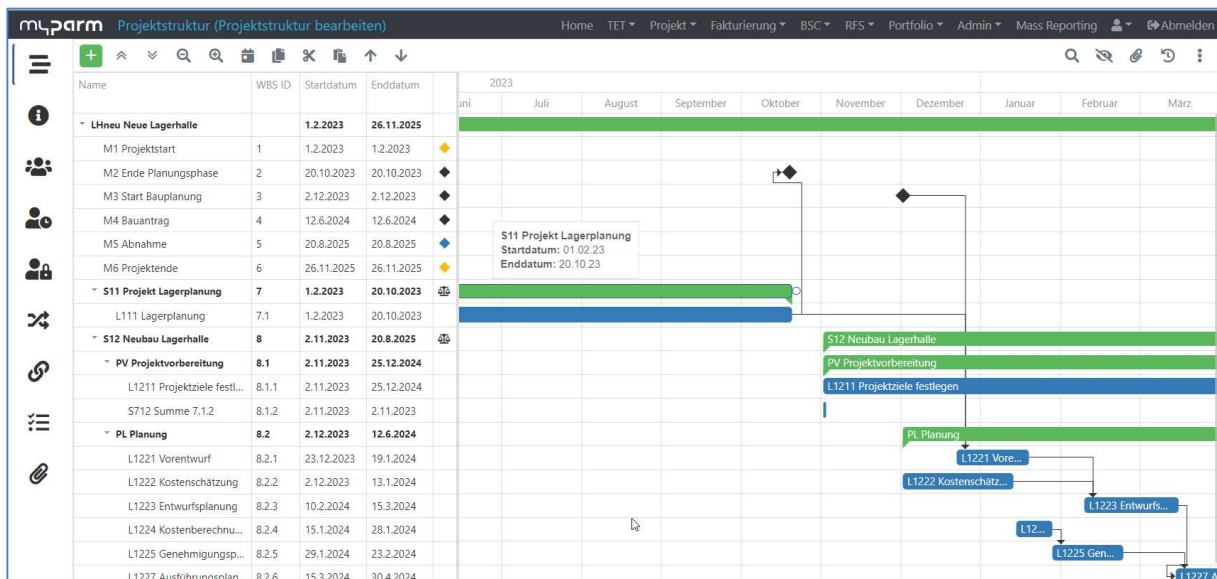 myparm Projektstruktur (Projektstruktur bearbeiten) Home TET Projekt Fakturierung BSC RFS Portfolio Admin Mass Reporting Abmelden
Name WBS ID Startdatum Enddatum 2023
uni Juli August September Oktober November Dezember Januar Februar März
LHneu Neue Lagerhalle 1.2.2023 26.11.2025
M1 Projektstart 1 1.2.2023 1.2.2023
M2 Ende Planungsphase 2 20.10.2023 20.10.2023
M3 Start Bauplanung 3 2.12.2023 2.12.2023
M4 Bauantrag 4 12.6.2024 12.6.2024
S11 Projekt Lagerplanung
M5 Abnahme 5 20.8.2025 20.8.2025
Startdatum: 01.02.23
Enddatum: 20.10.23
M6 Projektende 6 26.11.2025 26.11.2025
S11 Projekt Lagerplanung 7 1.2.2023 20.10.2023
L111 Lagerplanung 7.1 1.2.2023 20.10.2023
S12 Neubau Lagerhalle 8 2.11.2023 20.8.2025 S12 Neubau Lagerhalle
PV Projektvorbereitung 8.1 2.11.2023 25.12.2024 PV Projektvorbereitung
L1211 Projektziele festl... 8.1.1 2.11.2023 25.12.2024 L1211 Projektziele festlegen
S712 Summe 7.1.2 8.1.2 2.11.2023 2.11.2023
PL Planung 8.2 2.12.2023 12.6.2024 PL Planung
L1221 Vorentwurf 8.2.1 23.12.2023 19.1.2024 L1221 Vore...
L1222 Kostenschätzung 8.2.2 2.12.2023 13.1.2024 L1222 Kostenschätz...
L1223 Entwurfsplanung 8.2.3 10.2.2024 15.3.2024 L1223 Entwurfs...
L1224 Kostenberechnu... 8.2.4 15.1.2024 28.1.2024 L12...
L1225 Genehmigungsp... 8.2.5 29.1.2024 23.2.2024 L1225 Gen...
L1227 Ausführungsplan... 8.2.6 15.3.2024 30.4.2024 L1227 A